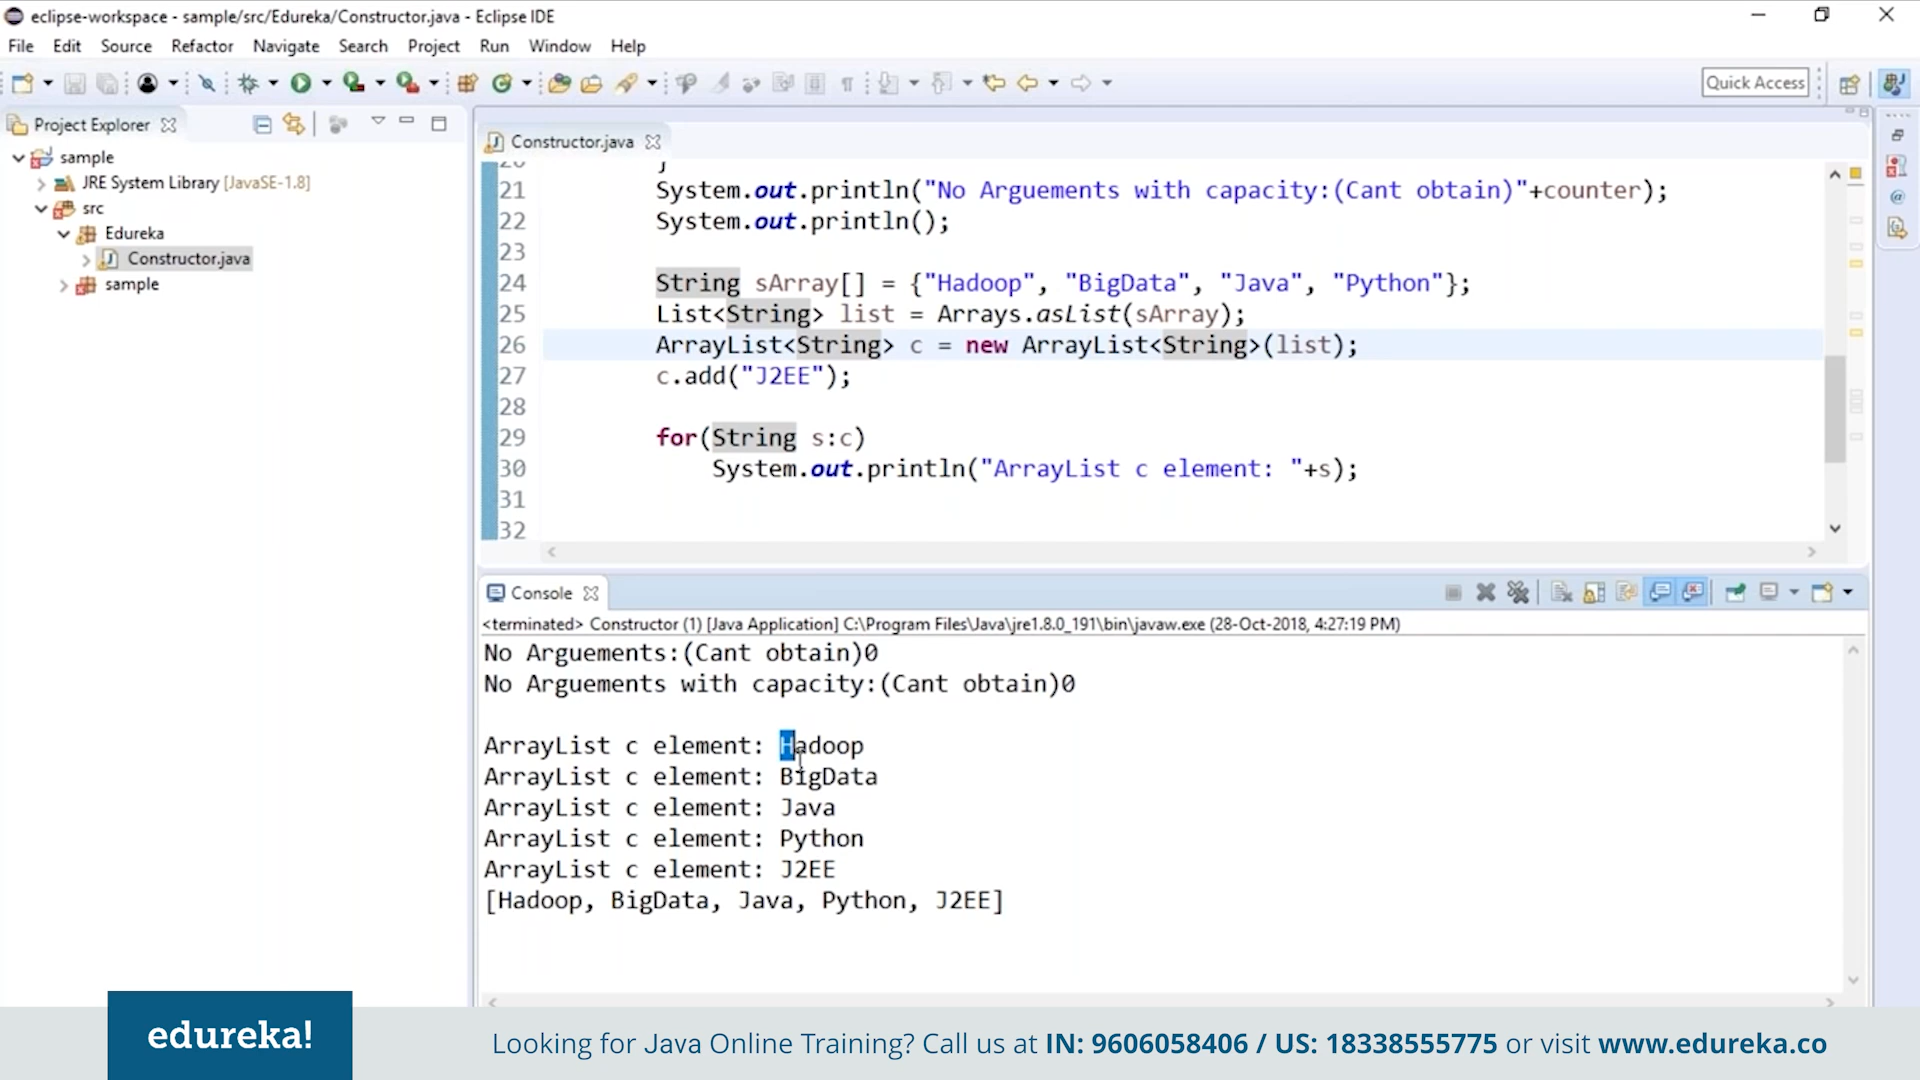 eclipse-workspace - sample/src/Edureka/Constructor.java - Eclipse IDE
File Edit Source Refactor Navigate Search Project Run Window Help
Quick Access
Project Explorer
sample
JRE System Library [JavaSE-1.8]
src
Edureka
Constructor.java
sample
Constructor.java
20 }
21 System.out.println("No Arguements with capacity:(Cant obtain)"+counter);
22 System.out.println();
23
24 String sArray[] = {"Hadoop", "BigData", "Java", "Python"};
25 List<String> list = Arrays.asList(sArray);
26 ArrayList<String> c = new ArrayList<String>(list);
27 c.add("J2EE");
28
29 for(String s:c)
30 System.out.println("ArrayList c element: "+s);
31
32
Console
<terminated> Constructor (1) [Java Application] C:\Program Files\Java\jre1.8.0_191\bin\javaw.exe (28-Oct-2018, 4:27:19 PM)
No Arguements:(Cant obtain)0
No Arguements with capacity:(Cant obtain)0
ArrayList c element: Hadoop
ArrayList c element: BigData
ArrayList c element: Java
ArrayList c element: Python
ArrayList c element: J2EE
[Hadoop, BigData, Java, Python, J2EE]
edureka!
Looking for Java Online Training? Call us at IN: 9606058406 / US: 18338555775 or visit www.edureka.co